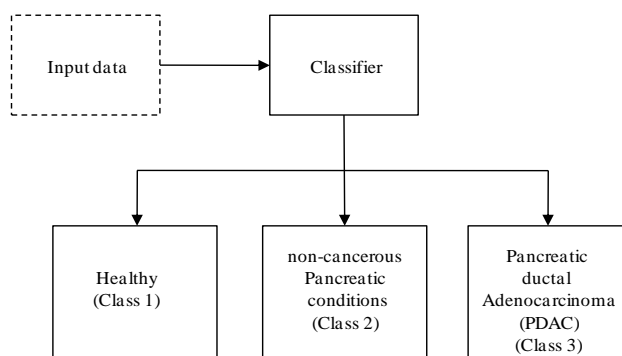 Input data
Classifier
Healthy
(Class 1)
non-cancerous
Pancreatic
conditions
(Class 2)
Pancreatic
ductal
Adenocarcinoma
(PDAC)
(Class 3)